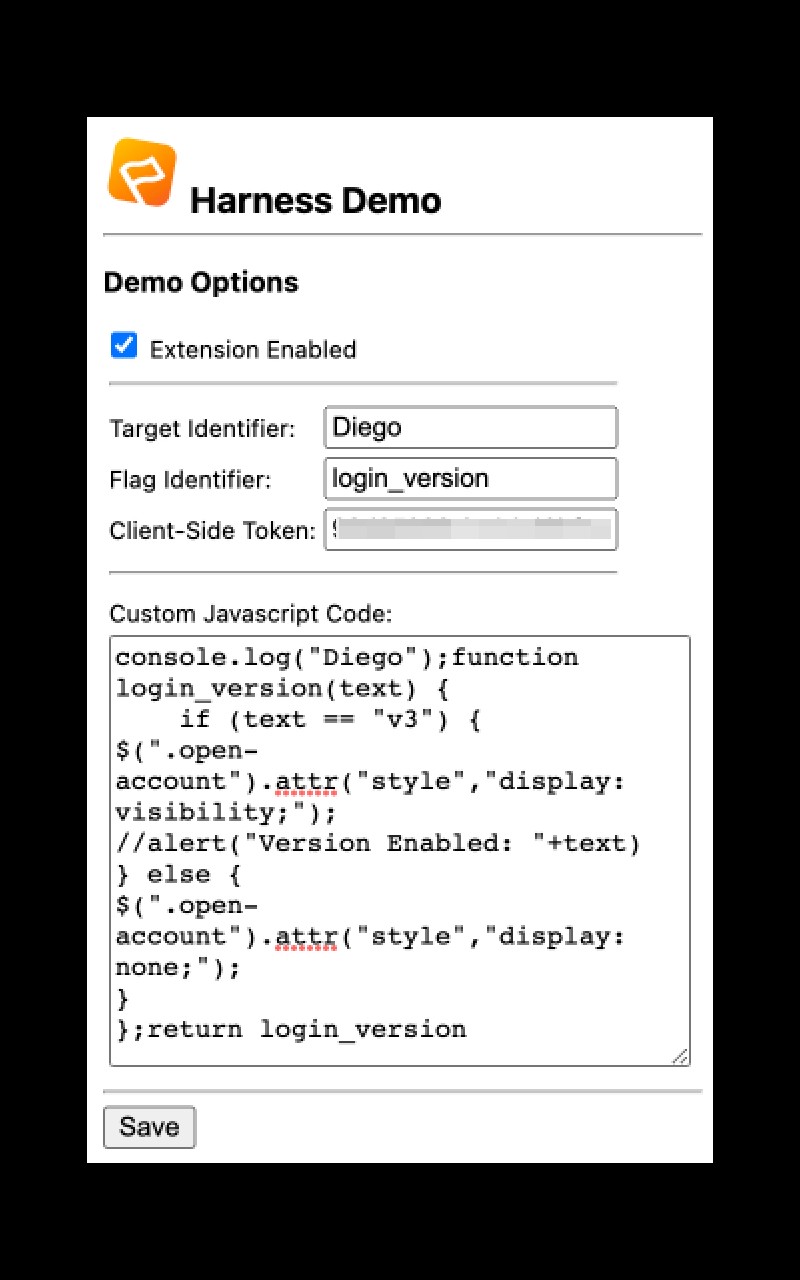 Harness Demo
Demo Options
Extension Enabled
Target Identifier: Diego
Flag Identifier: login_version
Client-Side Token:
Custom Javascript Code:
console.log("Diego");function
login_version(text) {
    if (text == "v3") {
$(".open-
account").attr("style","display:
visibility;");
//alert("Version Enabled: "+text)
} else {
$(".open-
account").attr("style","display:
none;");
}
};return login_version
Save